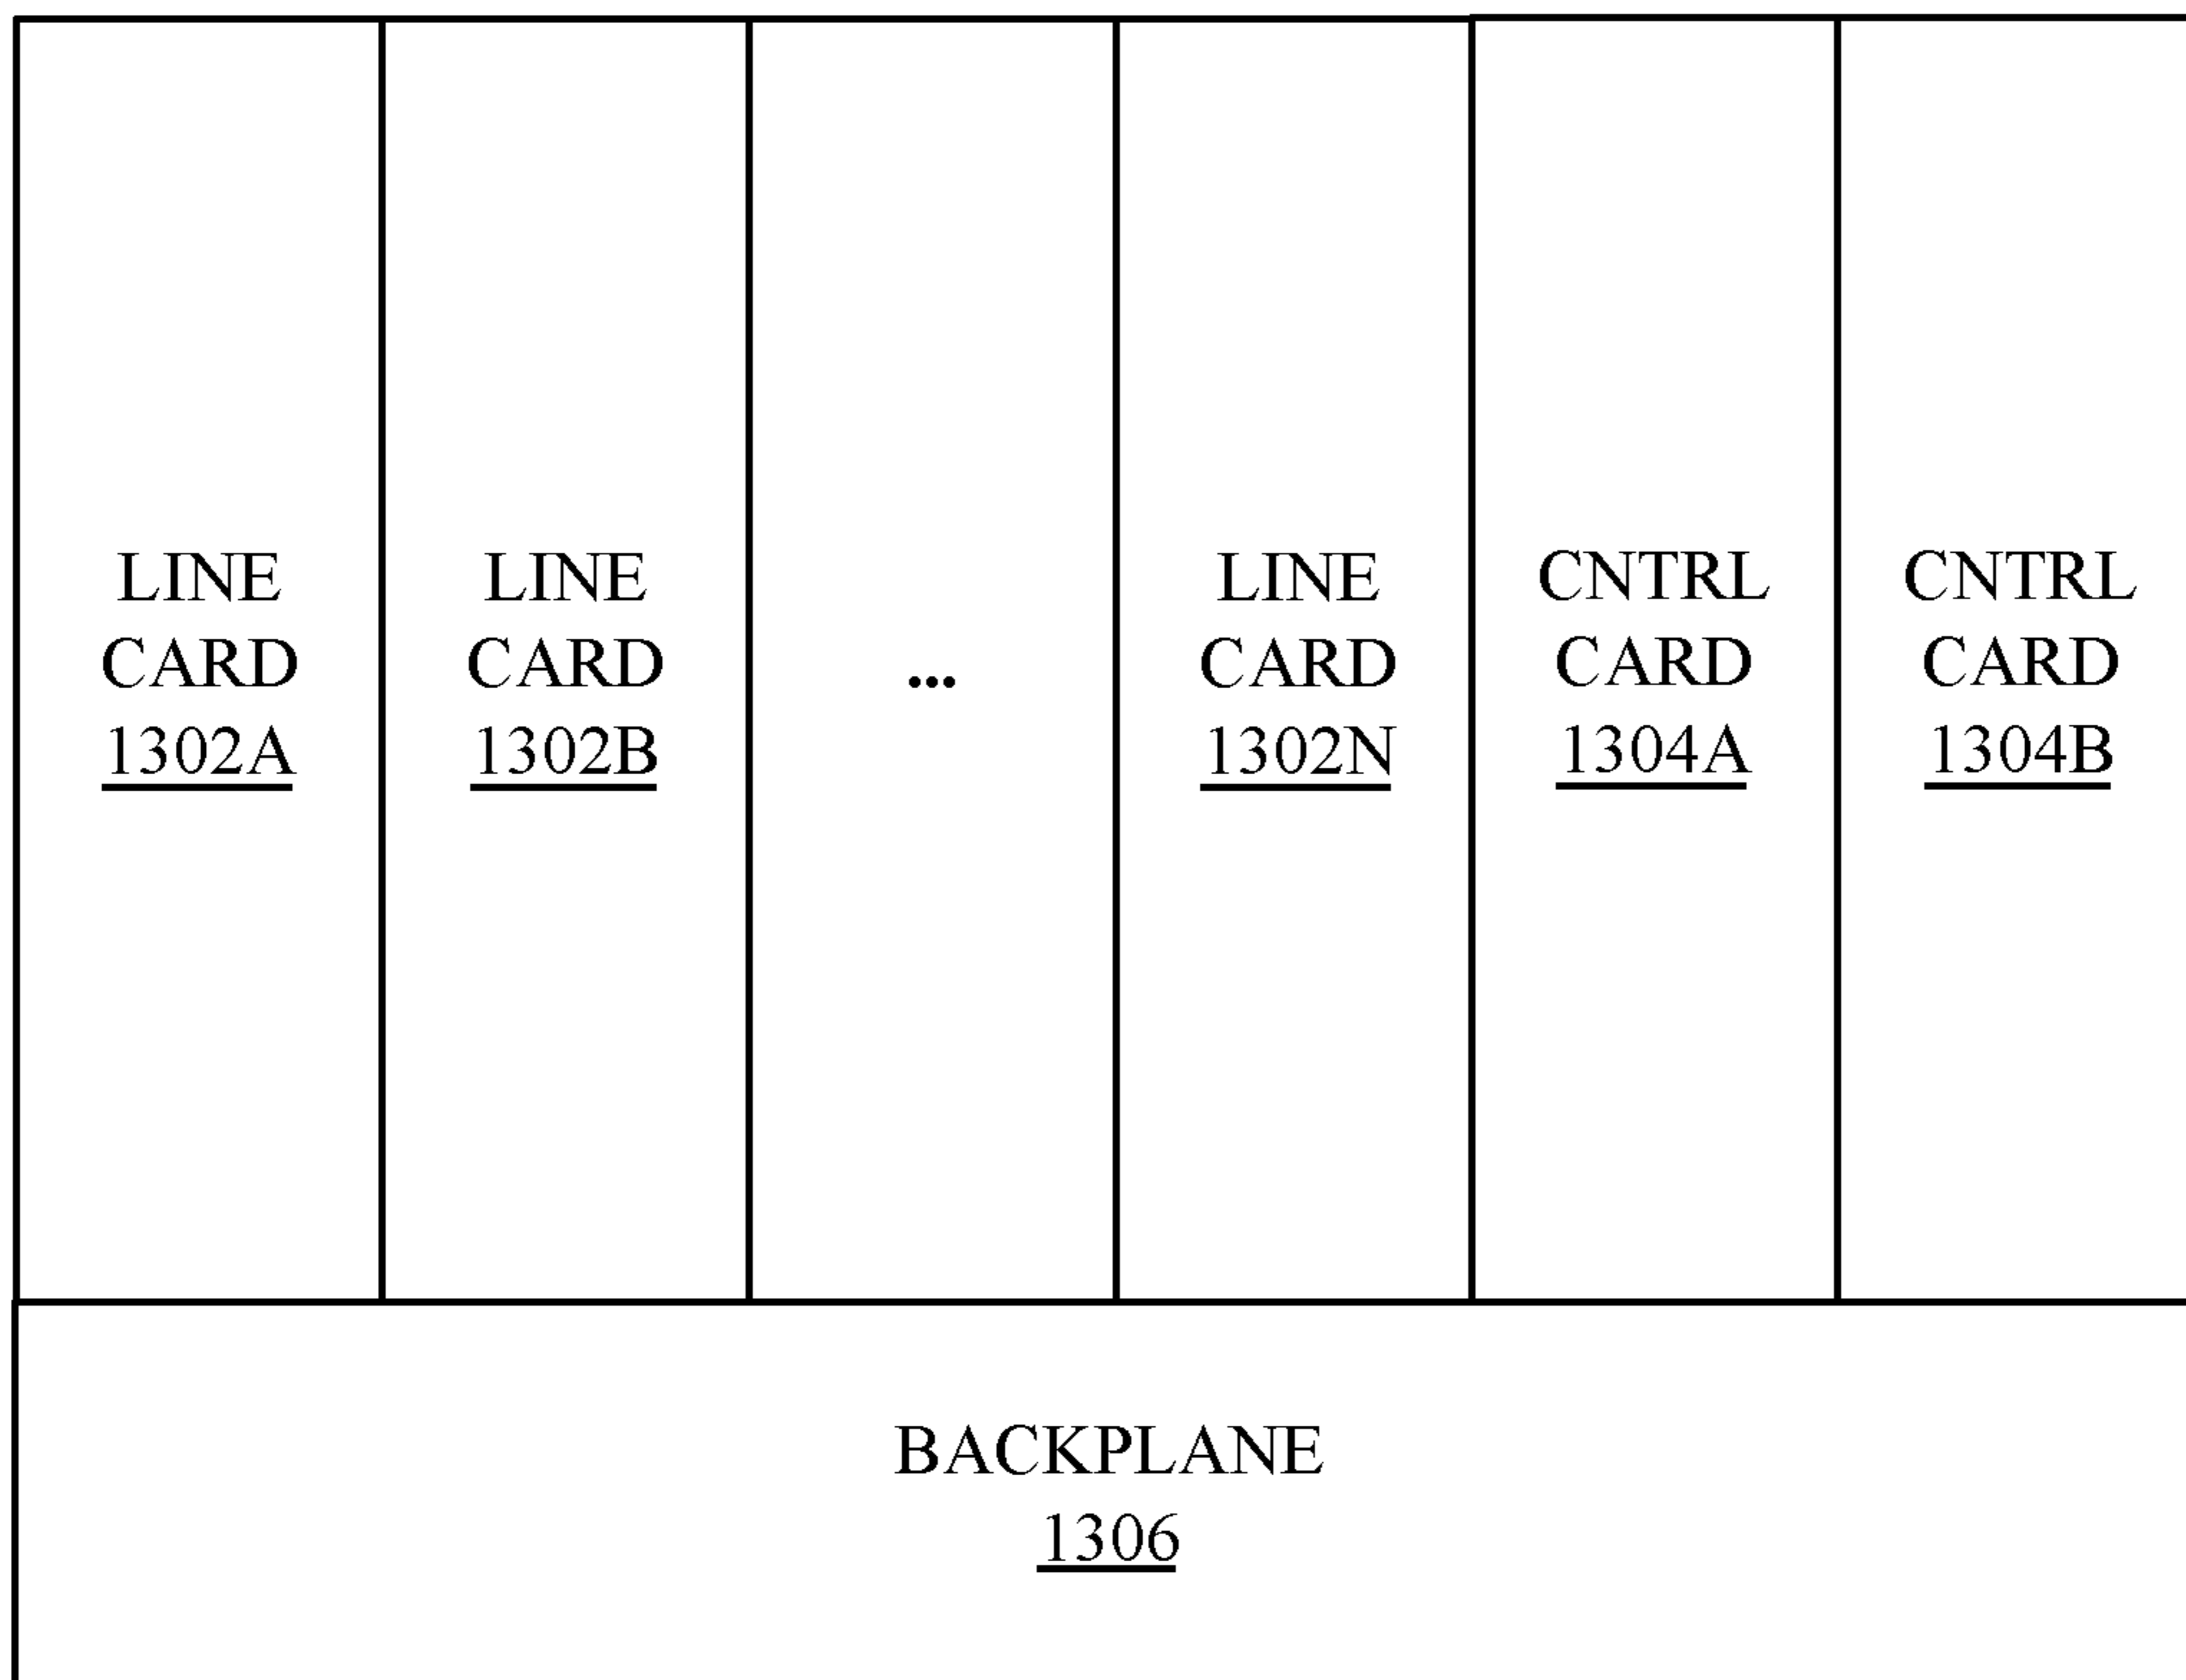 LINE
CARD
1302A
LINE
CARD
1302B
...
LINE
CARD
1302N
CNTRL
CARD
1304A
CNTRL
CARD
1304B
BACKPLANE
1306